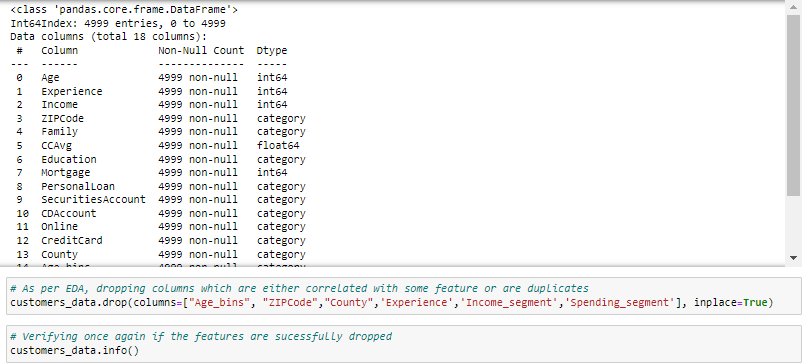 <class 'pandas.core.frame.DataFrame'>
Int64Index: 4999 entries, 0 to 4999
Data columns (total 18 columns):
 #   Column             Non-Null Count  Dtype
---  ------             --------------  -----
 0   Age                4999 non-null   int64
 1   Experience         4999 non-null   int64
 2   Income             4999 non-null   int64
 3   ZIPCode            4999 non-null   category
 4   Family             4999 non-null   category
 5   CCAvg              4999 non-null   float64
 6   Education          4999 non-null   category
 7   Mortgage           4999 non-null   int64
 8   PersonalLoan       4999 non-null   category
 9   SecuritiesAccount  4999 non-null   category
 10  CDAccount          4999 non-null   category
 11  Online             4999 non-null   category
 12  CreditCard         4999 non-null   category
 13  County             4999 non-null   category
# As per EDA, dropping columns which are either correlated with some feature or are duplicates
customers_data.drop(columns=["Age_bins", "ZIPCode","County",'Experience','Income_segment','Spending_segment'], inplace=True)
# Verifying once again if the features are sucessfully dropped
customers_data.info()